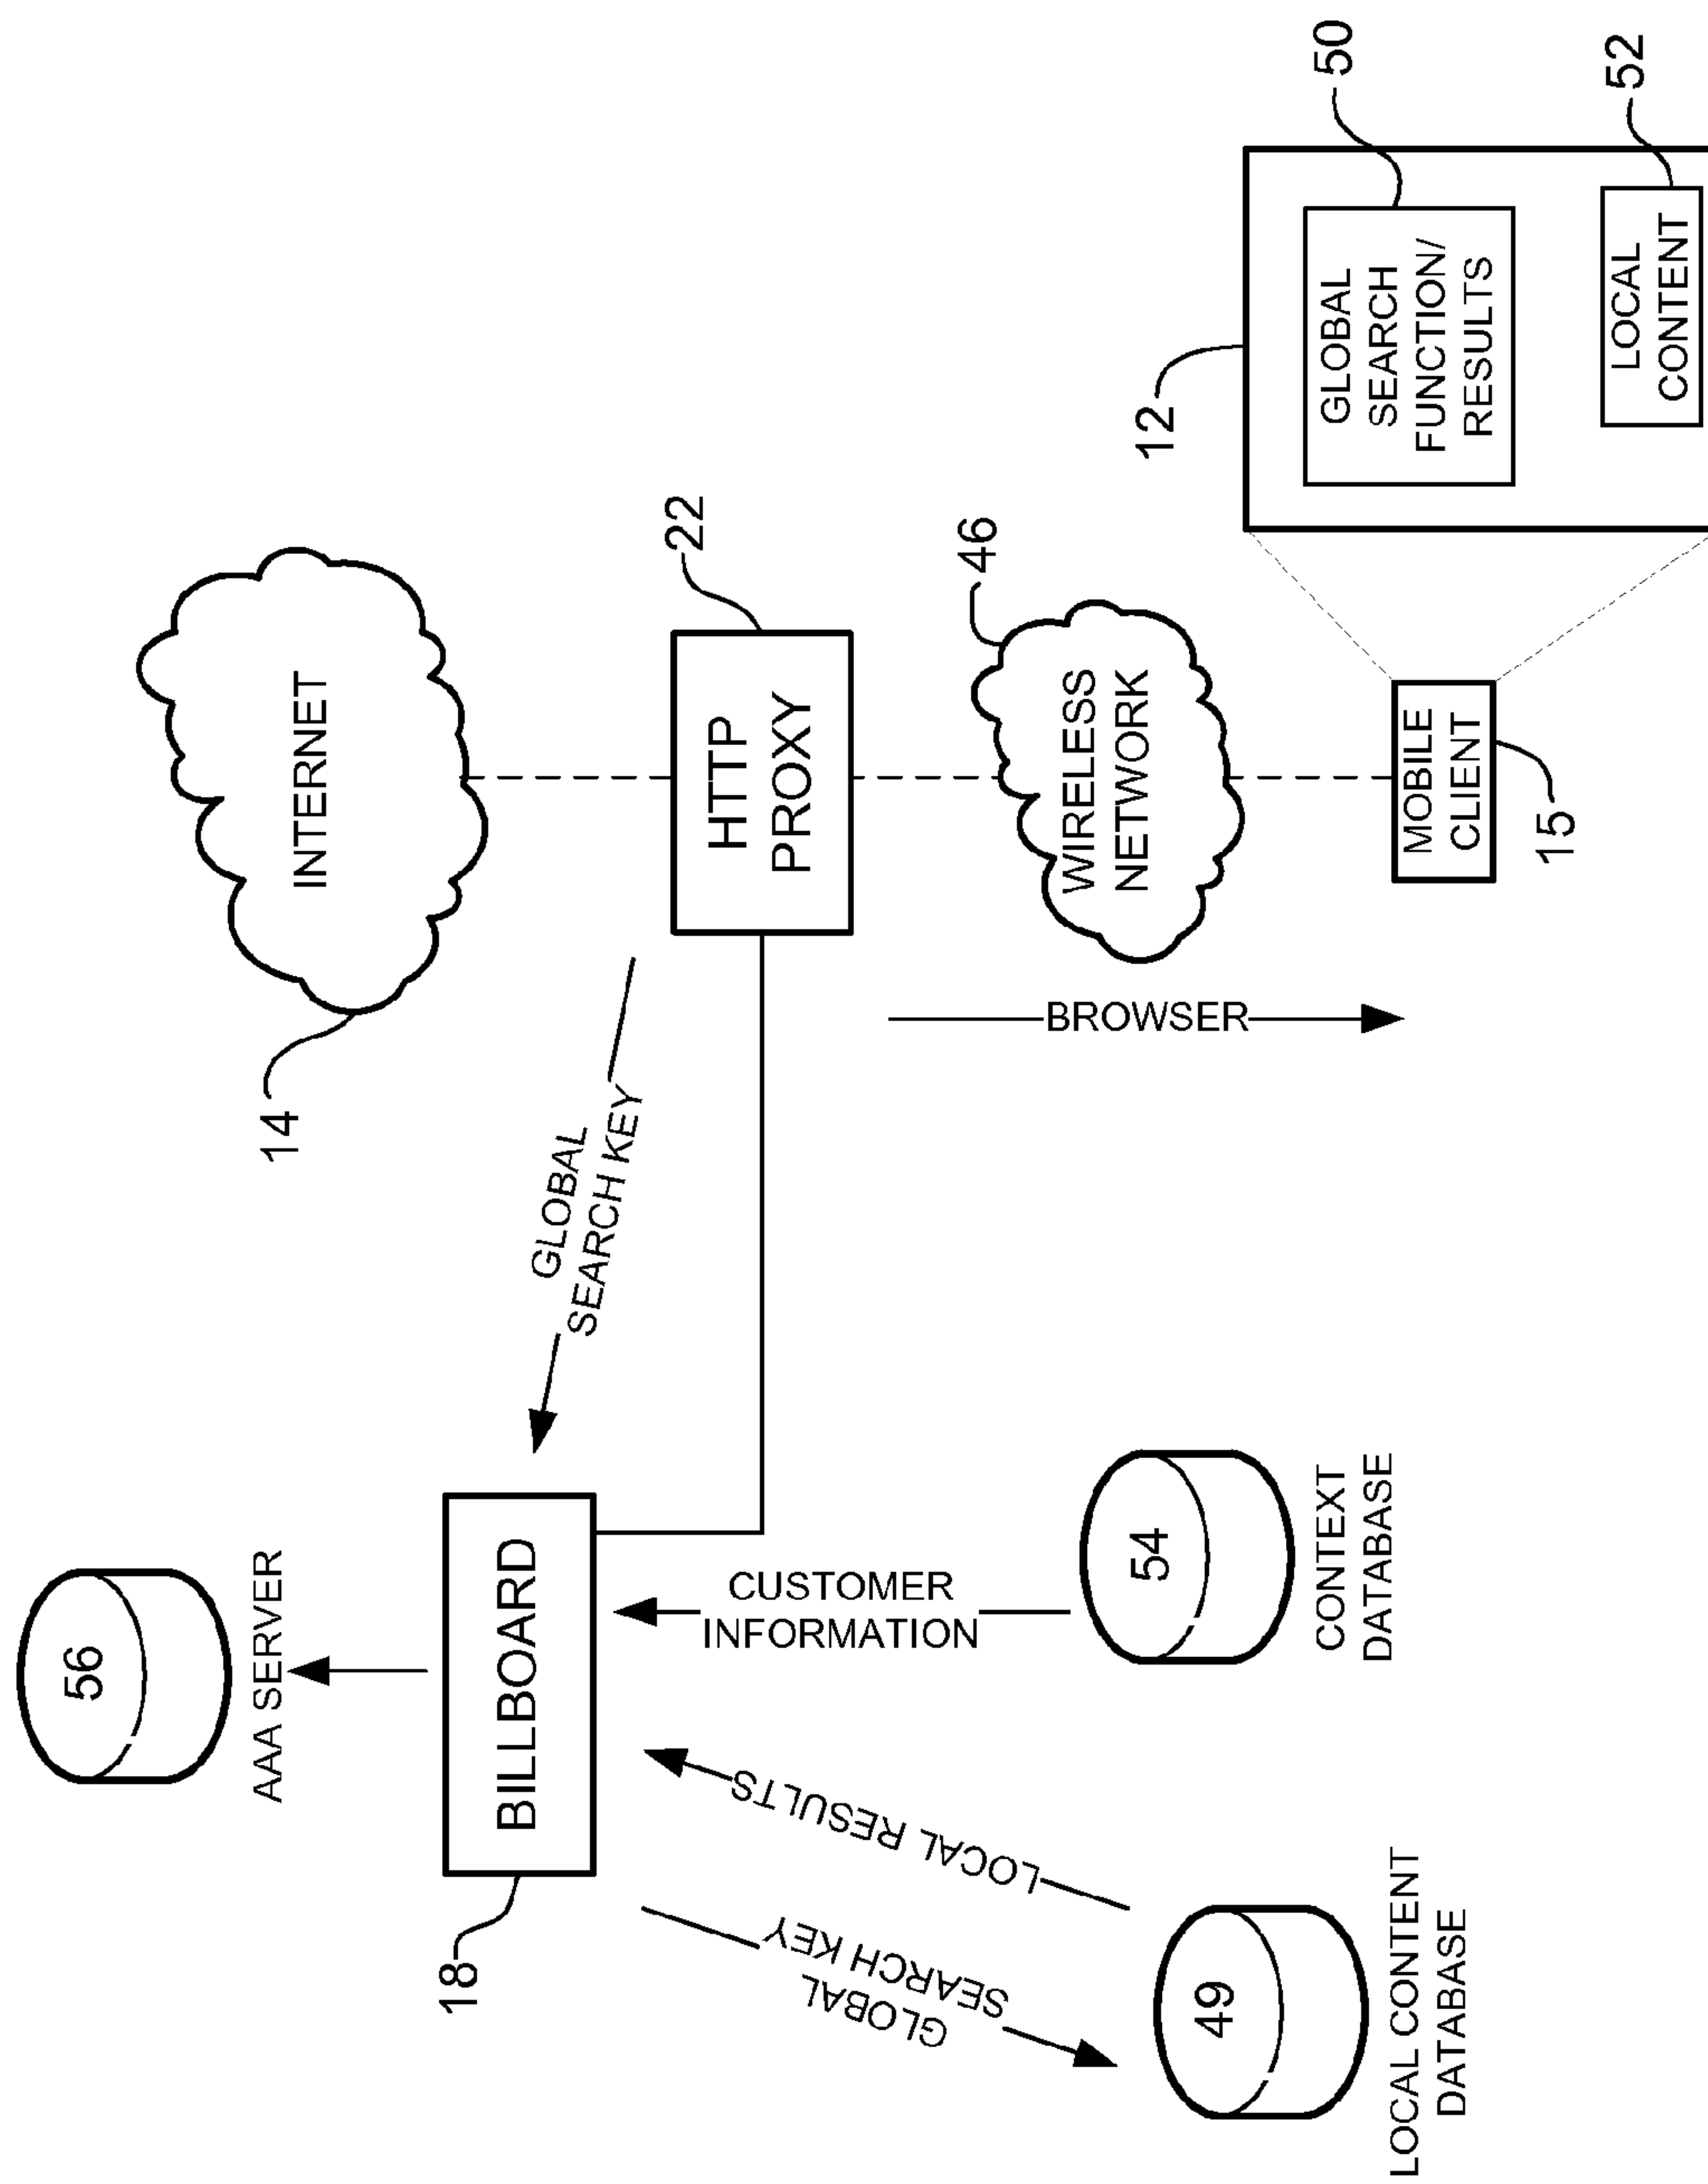 56
AAA SERVER
18
BILLBOARD
GLOBAL
SEARCH KEY
LOCAL RESULTS
CUSTOMER
INFORMATION
49
LOCAL CONTENT
DATABASE
54
CONTEXT
DATABASE
14
INTERNET
GLOBAL
SEARCH KEY
22
HTTP
PROXY
BROWSER
46
WIRELESS
NETWORK
MOBILE
CLIENT
15
12
50
GLOBAL
SEARCH
FUNCTION/
RESULTS
52
LOCAL
CONTENT